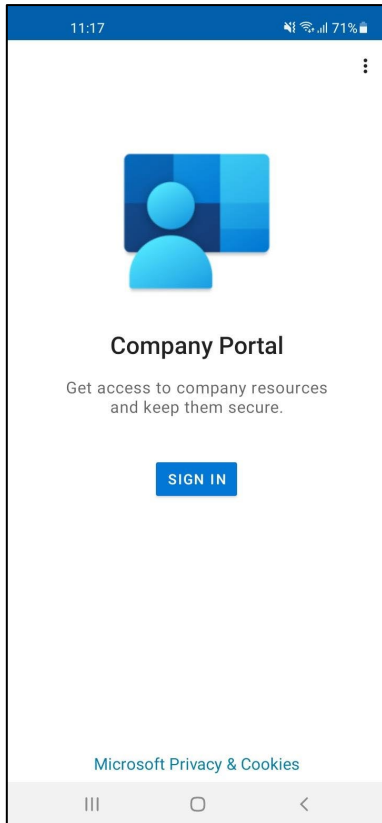 11:17 71%
Company Portal
Get access to company resources
and keep them secure.
SIGN IN
Microsoft Privacy & Cookies